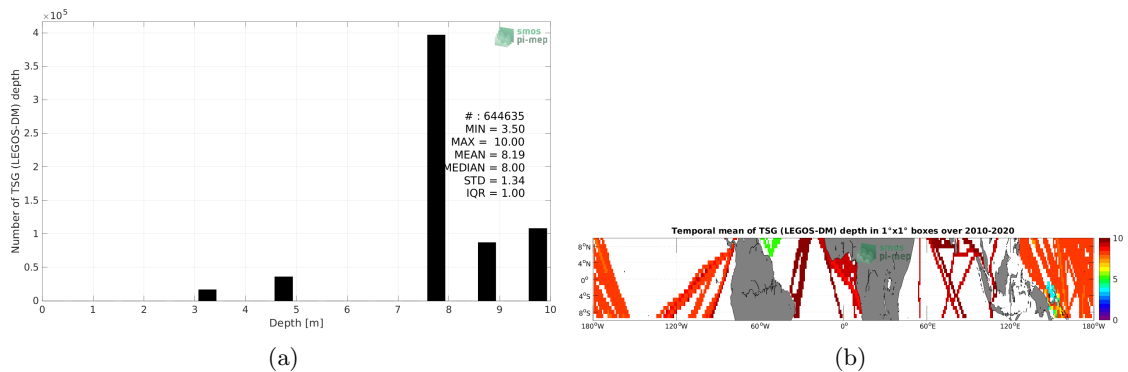 ×10⁵
4
3.5
3
2.5
2
1.5
1
0.5
0
Number of TSG (LEGOS-DM) depth
smos
pi-mep
# : 644635
MIN = 3.50
MAX = 10.00
MEAN = 8.19
MEDIAN = 8.00
STD = 1.34
IQR = 1.00
0 1 2 3 4 5 6 7 8 9 10
Depth [m]
(a)
Temporal mean of TSG (LEGOS-DM) depth in 1°x1° boxes over 2010-2020
8°N
4°N
0°
4°S
8°S
smos
pi-mep
180°W 120°W 60°W 0° 60°E 120°E 180°W
10
5
0
(b)